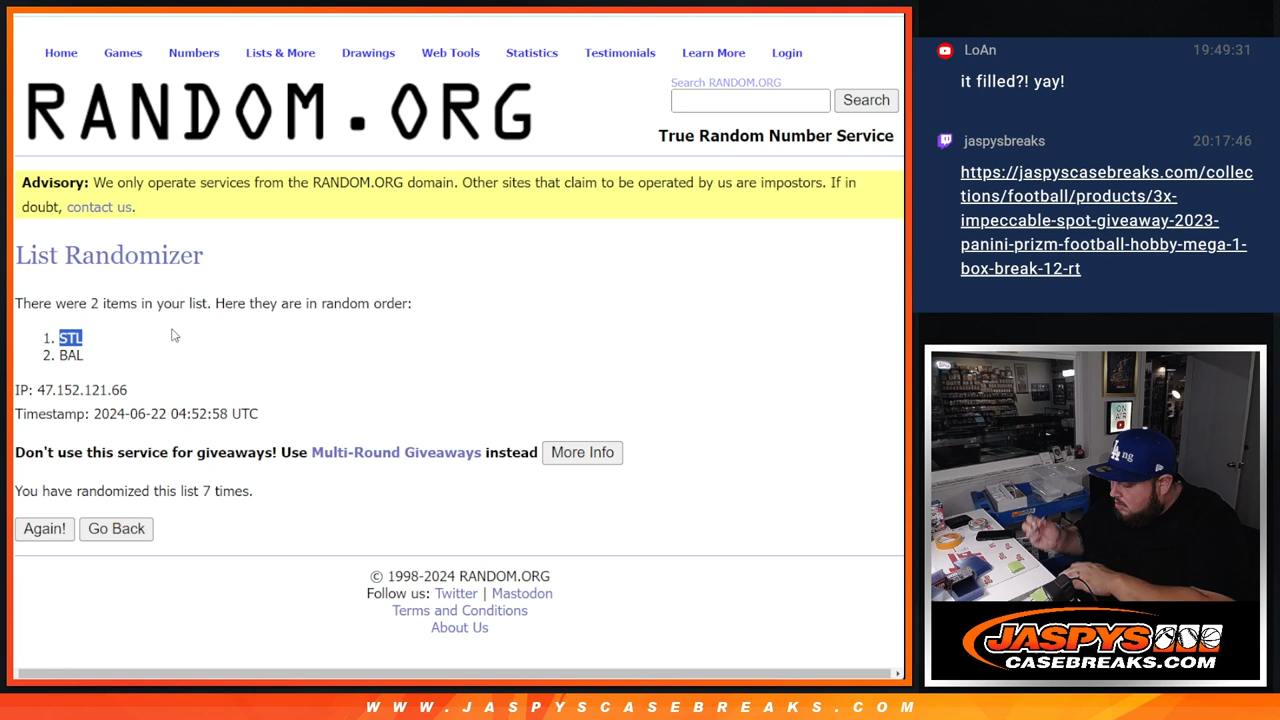 Home Games Numbers Lists & More Drawings Web Tools Statistics Testimonials Learn More Login
RANDOM.ORG
Search RANDOM.ORG
Search
True Random Number Service
Advisory: We only operate services from the RANDOM.ORG domain. Other sites that claim to be operated by us are impostors. If in
doubt, contact us.
List Randomizer
There were 2 items in your list. Here they are in random order:
1. STL
2. BAL
IP: 47.152.121.66
Timestamp: 2024-06-22 04:52:58 UTC
Don't use this service for giveaways! Use Multi-Round Giveaways instead More Info
You have randomized this list 7 times.
Again! Go Back
© 1998-2024 RANDOM.ORG
Follow us: Twitter | Mastodon
Terms and Conditions
About Us
LoAn 19:49:31
it filled?! yay!
jaspysbreaks 20:17:46
https://jaspyscasebreaks.com/collec
tions/football/products/3x-
impeccable-spot-giveaway-2023-
panini-prizm-football-hobby-mega-1-
box-break-12-rt
ON
AIR
LA
JASPYS
CASEBREAKS.COM
WWW.JASPYSCASEBREAKS.COM